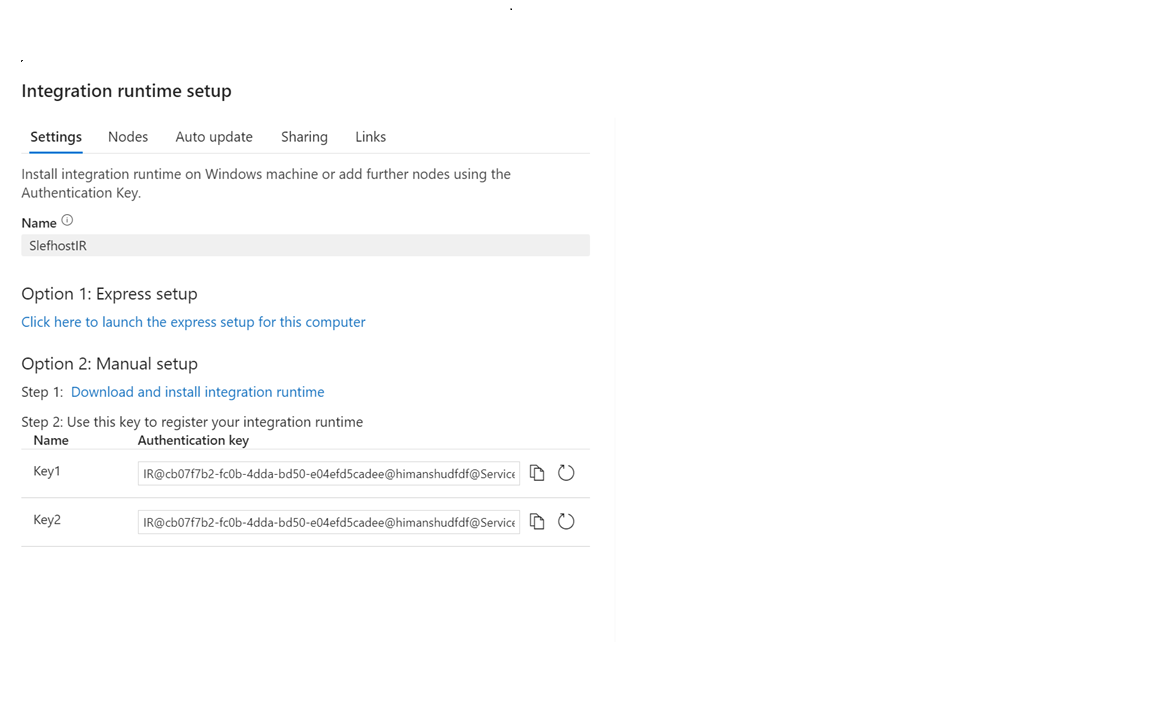 Integration runtime setup
Settings Nodes Auto update Sharing Links
Install integration runtime on Windows machine or add further nodes using the
Authentication Key.
Name
SlefhostIR
Option 1: Express setup
Click here to launch the express setup for this computer
Option 2: Manual setup
Step 1: Download and install integration runtime
Step 2: Use this key to register your integration runtime
Name Authentication key
Key1 IR@cb07f7b2-fc0b-4dda-bd50-e04efd5cadee@himanshudfdf@Service
Key2 IR@cb07f7b2-fc0b-4dda-bd50-e04efd5cadee@himanshudfdf@Service